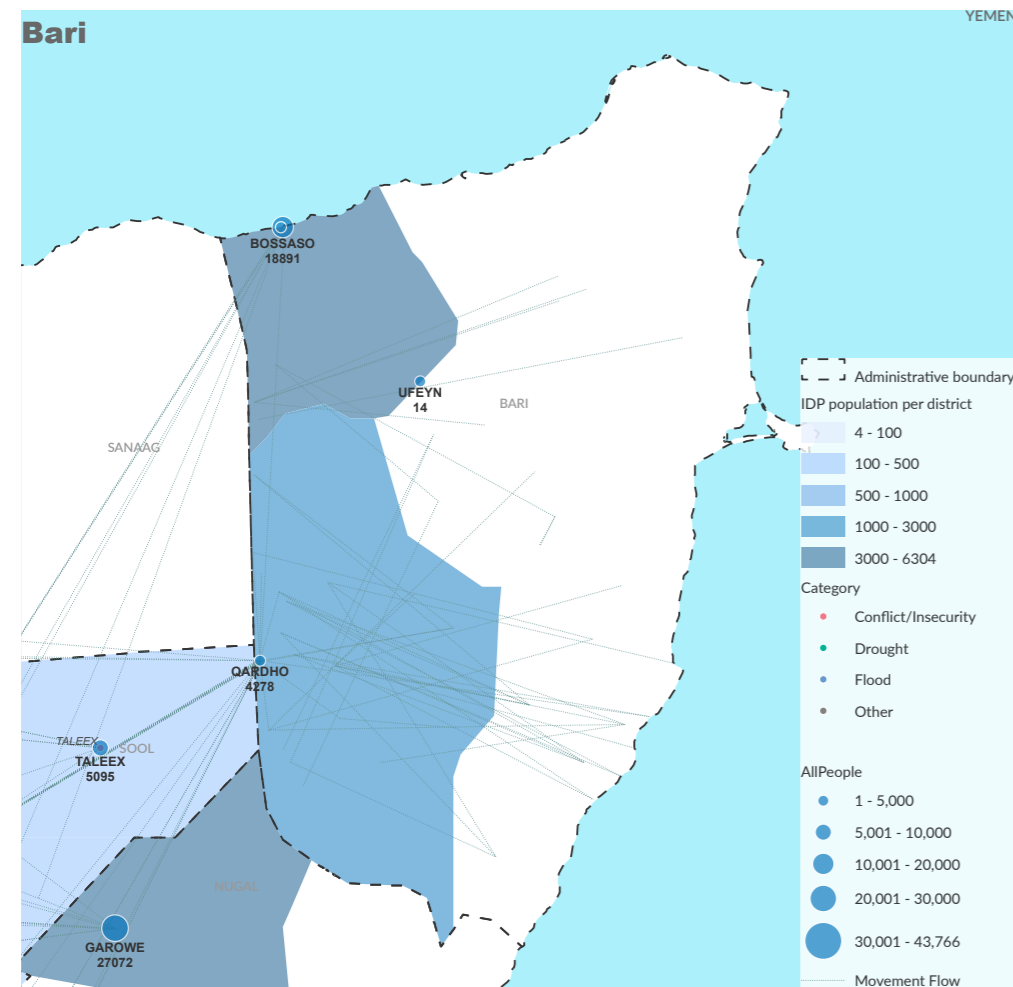 YEMEN
Bari
BOSSASO
18891
UFEYN
14
BARI
SANAAG
QARDHO
4278
TALEEX
SOOL
TALEEX
5095
NUGAL
GAROWE
27072
Administrative boundary
IDP population per district
4 - 100
100 - 500
500 - 1000
1000 - 3000
3000 - 6304
Category
Conflict/Insecurity
Drought
Flood
Other
AllPeople
1 - 5,000
5,001 - 10,000
10,001 - 20,000
20,001 - 30,000
30,001 - 43,766
Movement Flow